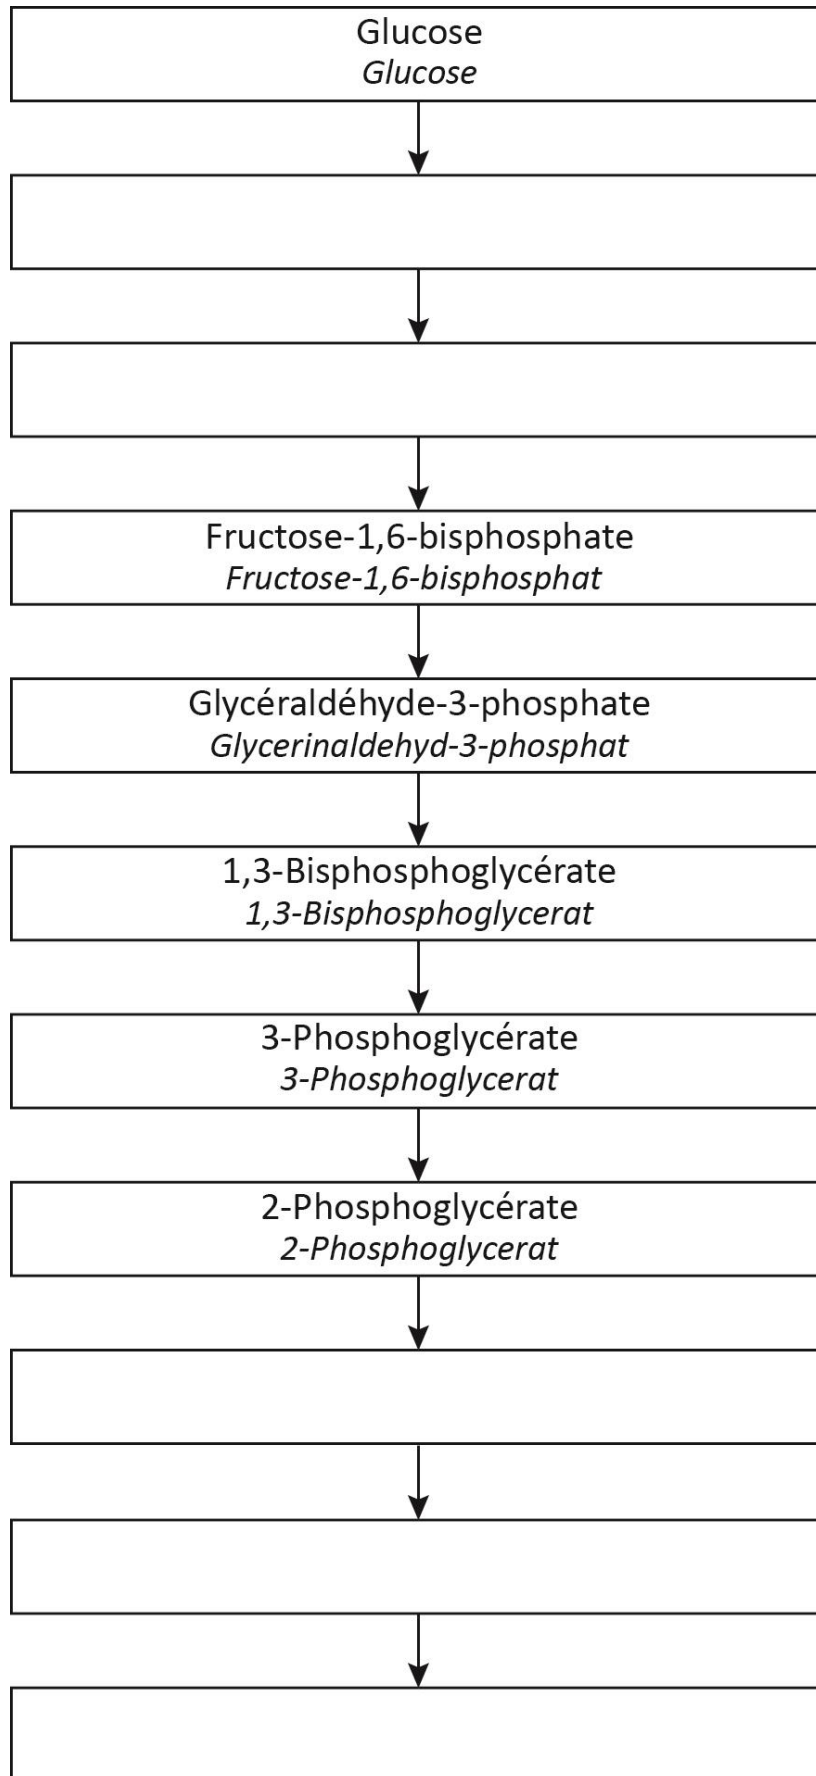 Glucose
Glucose
Fructose-1,6-bisphosphate
Fructose-1,6-bisphosphat
Glycéraldéhyde-3-phosphate
Glycerinaldehyd-3-phosphat
1,3-Bisphosphoglycérate
1,3-Bisphosphoglycerat
3-Phosphoglycérate
3-Phosphoglycerat
2-Phosphoglycérate
2-Phosphoglycerat